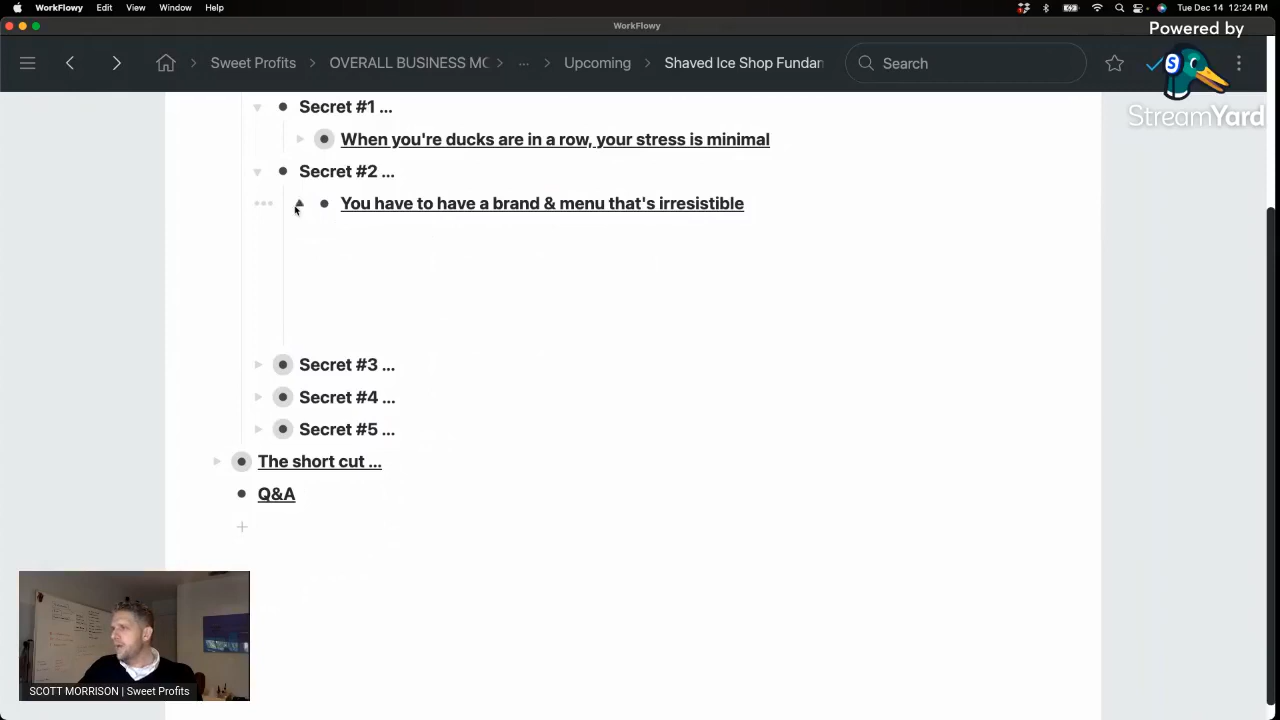 WorkFlowy Edit View Window Help Tue Dec 14 12:24 PM
WorkFlowy
Powered by
StreamYard
Sweet Profits OVERALL BUSINESS MO ... Upcoming Shaved Ice Shop Fundar Search
Secret #1 ...
When you're ducks are in a row, your stress is minimal
Secret #2 ...
You have to have a brand & menu that's irresistible
Secret #3 ...
Secret #4 ...
Secret #5 ...
The short cut ...
Q&A
SCOTT MORRISON | Sweet Profits